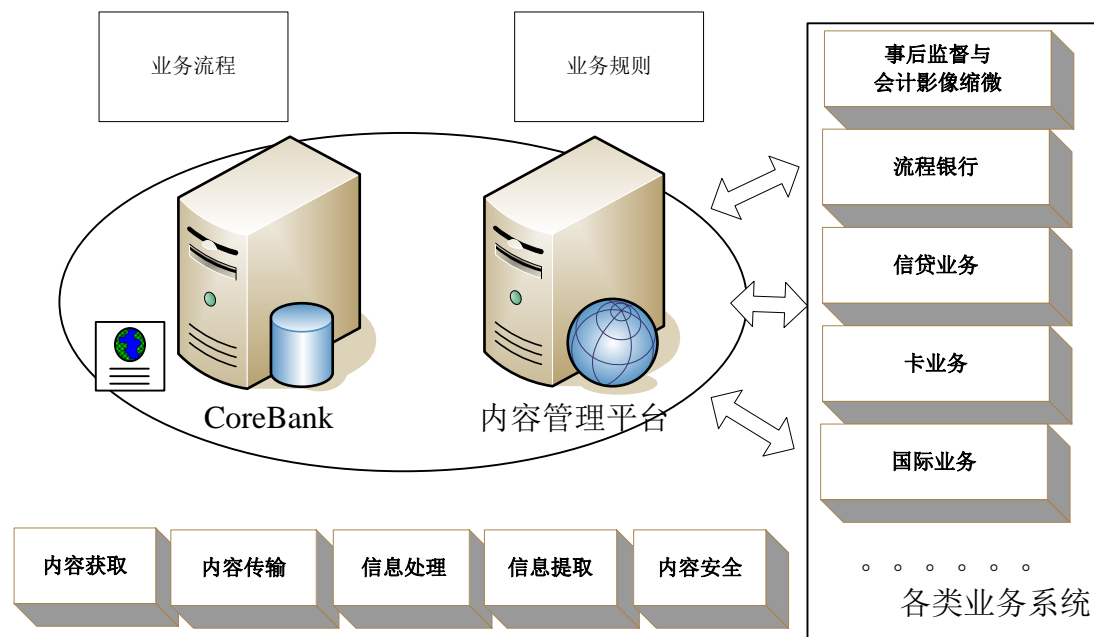 业务流程
业务规则
事后监督与
会计影像缩微
流程银行
信贷业务
卡业务
国际业务
CoreBank
内容管理平台
内容获取
内容传输
信息处理
信息提取
内容安全
。。。。。。
各类业务系统